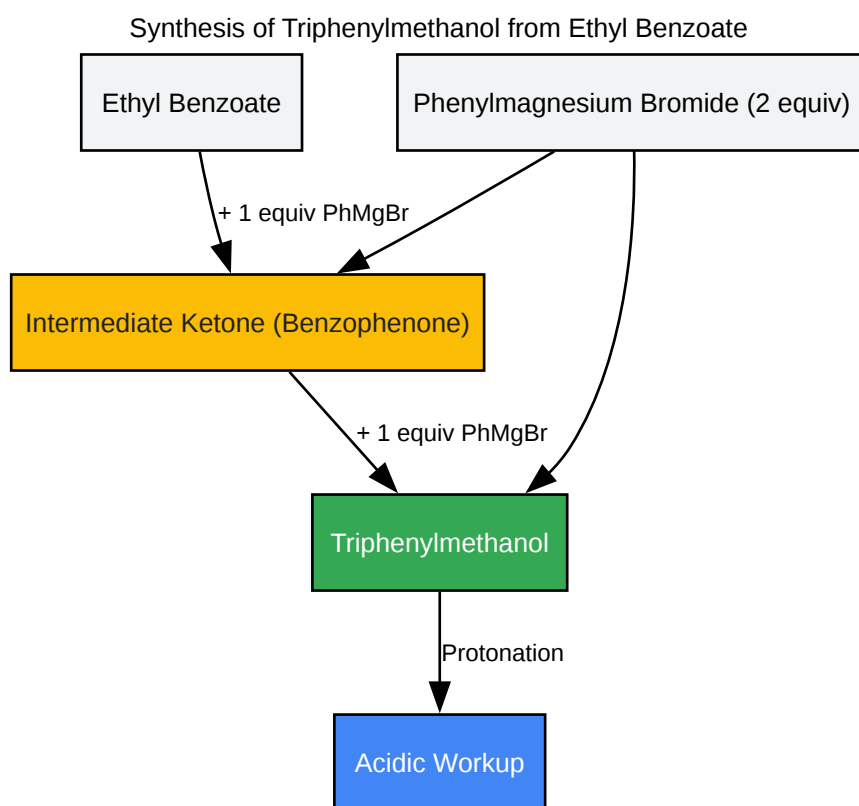 Synthesis of Triphenylmethanol from Ethyl Benzoate
Ethyl Benzoate
Phenylmagnesium Bromide (2 equiv)
+ 1 equiv PhMgBr
Intermediate Ketone (Benzophenone)
+ 1 equiv PhMgBr
Triphenylmethanol
Protonation
Acidic Workup